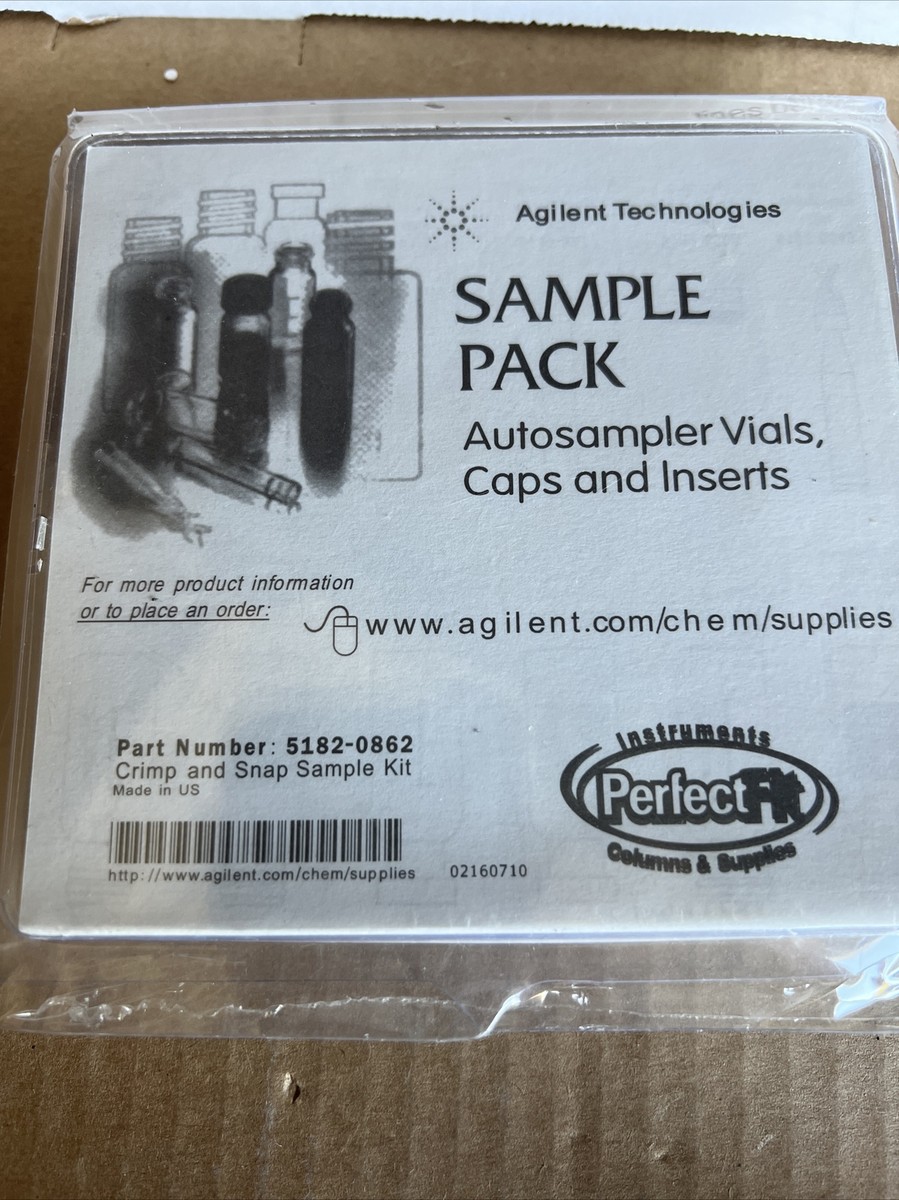 Agilent Technologies
SAMPLE
PACK
Autosampler Vials,
Caps and Inserts
For more product information
or to place an order:
www.agilent.com/chem/supplies
Part Number: 5182-0862
Crimp and Snap Sample Kit
Made in US
http://www.agilent.com/chem/supplies
02160710
Instruments
PerfectFit
Columns & Supplies